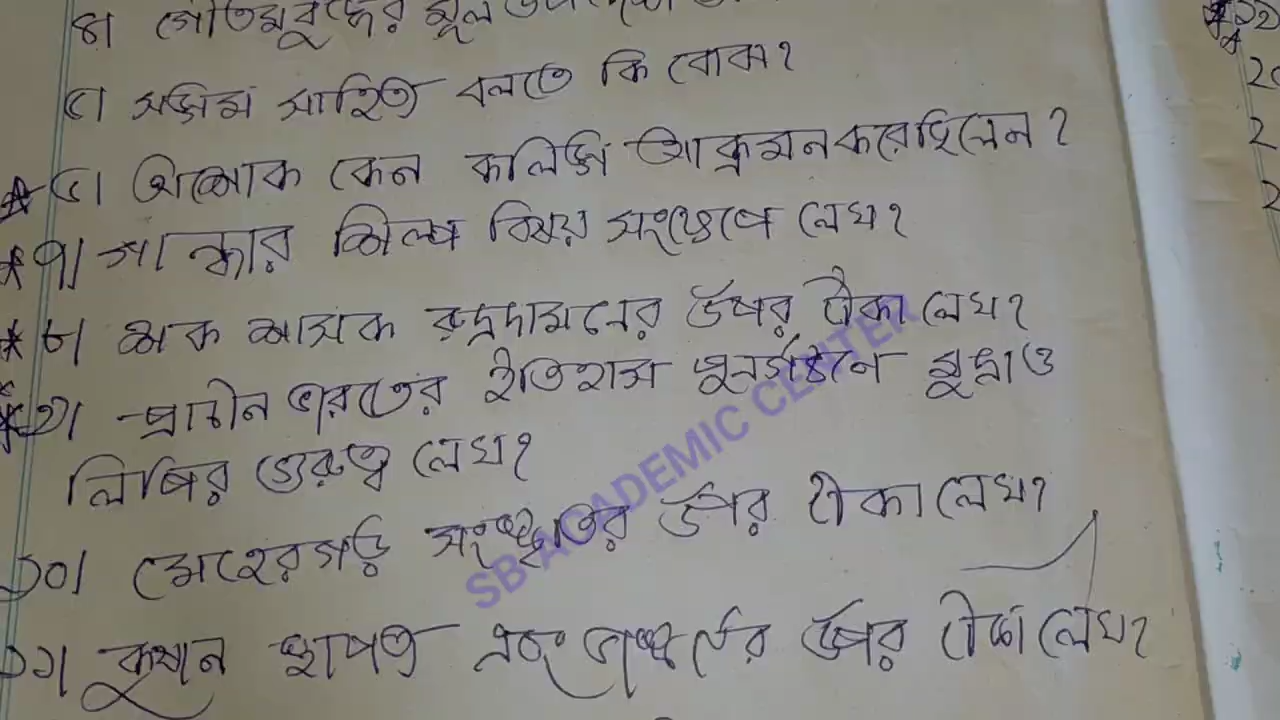 ৪। গৌতমবুদ্ধের মূল
৫। সঙ্গম সাহিত্য বলতে কি বোঝ?
৬। অশোক কেন কলিঙ্গ আক্রমন করেছিলেন?
৭। গান্ধার শিল্প বিষয় সংক্ষেপে লেখ?
৮। শক শাসক রুদ্রদামনের উপর টীকা লেখ?
৯। প্রাচীন ভারতের ইতিহাস পুনর্গঠনে মুদ্রা ও
লিপির গুরুত্ব লেখ?
১০। মেহেরগড় সংস্কৃতির উপর টীকা লেখ?
১১। কুষান স্থাপত্য এবং ভাস্কর্যের উপর টীকা লেখ?
SB ACADEMIC CENTER